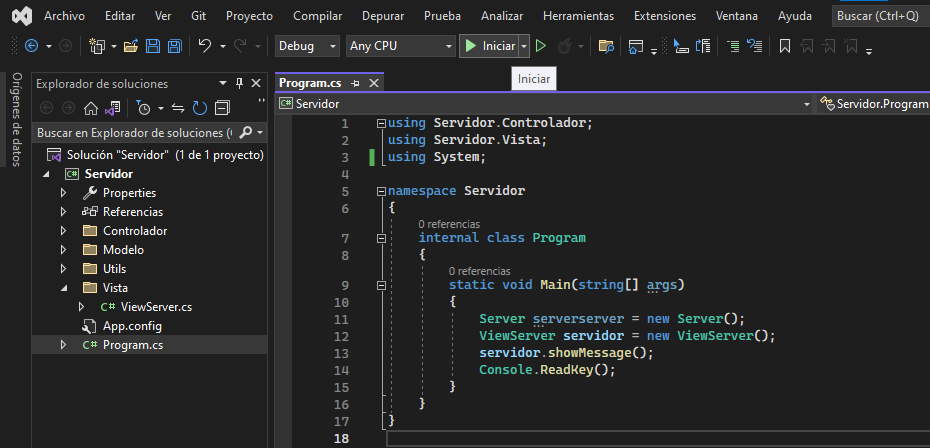 Archivo Editar Ver Git Proyecto Compilar Depurar Prueba Analizar Herramientas Extensiones Ventana Ayuda Buscar (Ctrl+Q)
Debug Any CPU Iniciar
Iniciar
Orígenes de datos
Explorador de soluciones
Buscar en Explorador de soluciones (
Solución "Servidor" (1 de 1 proyecto)
C# Servidor
Properties
Referencias
Controlador
Modelo
Utils
Vista
C# ViewServer.cs
App.config
C# Program.cs
Program.cs
C# Servidor Servidor.Program
1 using Servidor.Controlador;
2 using Servidor.Vista;
3 using System;
4
5 namespace Servidor
6 {
0 referencias
7 internal class Program
8 {
0 referencias
9 static void Main(string[] args)
10 {
11 Server serverserver = new Server();
12 ViewServer servidor = new ViewServer();
13 servidor.showMessage();
14 Console.ReadKey();
15 }
16 }
17 }
18